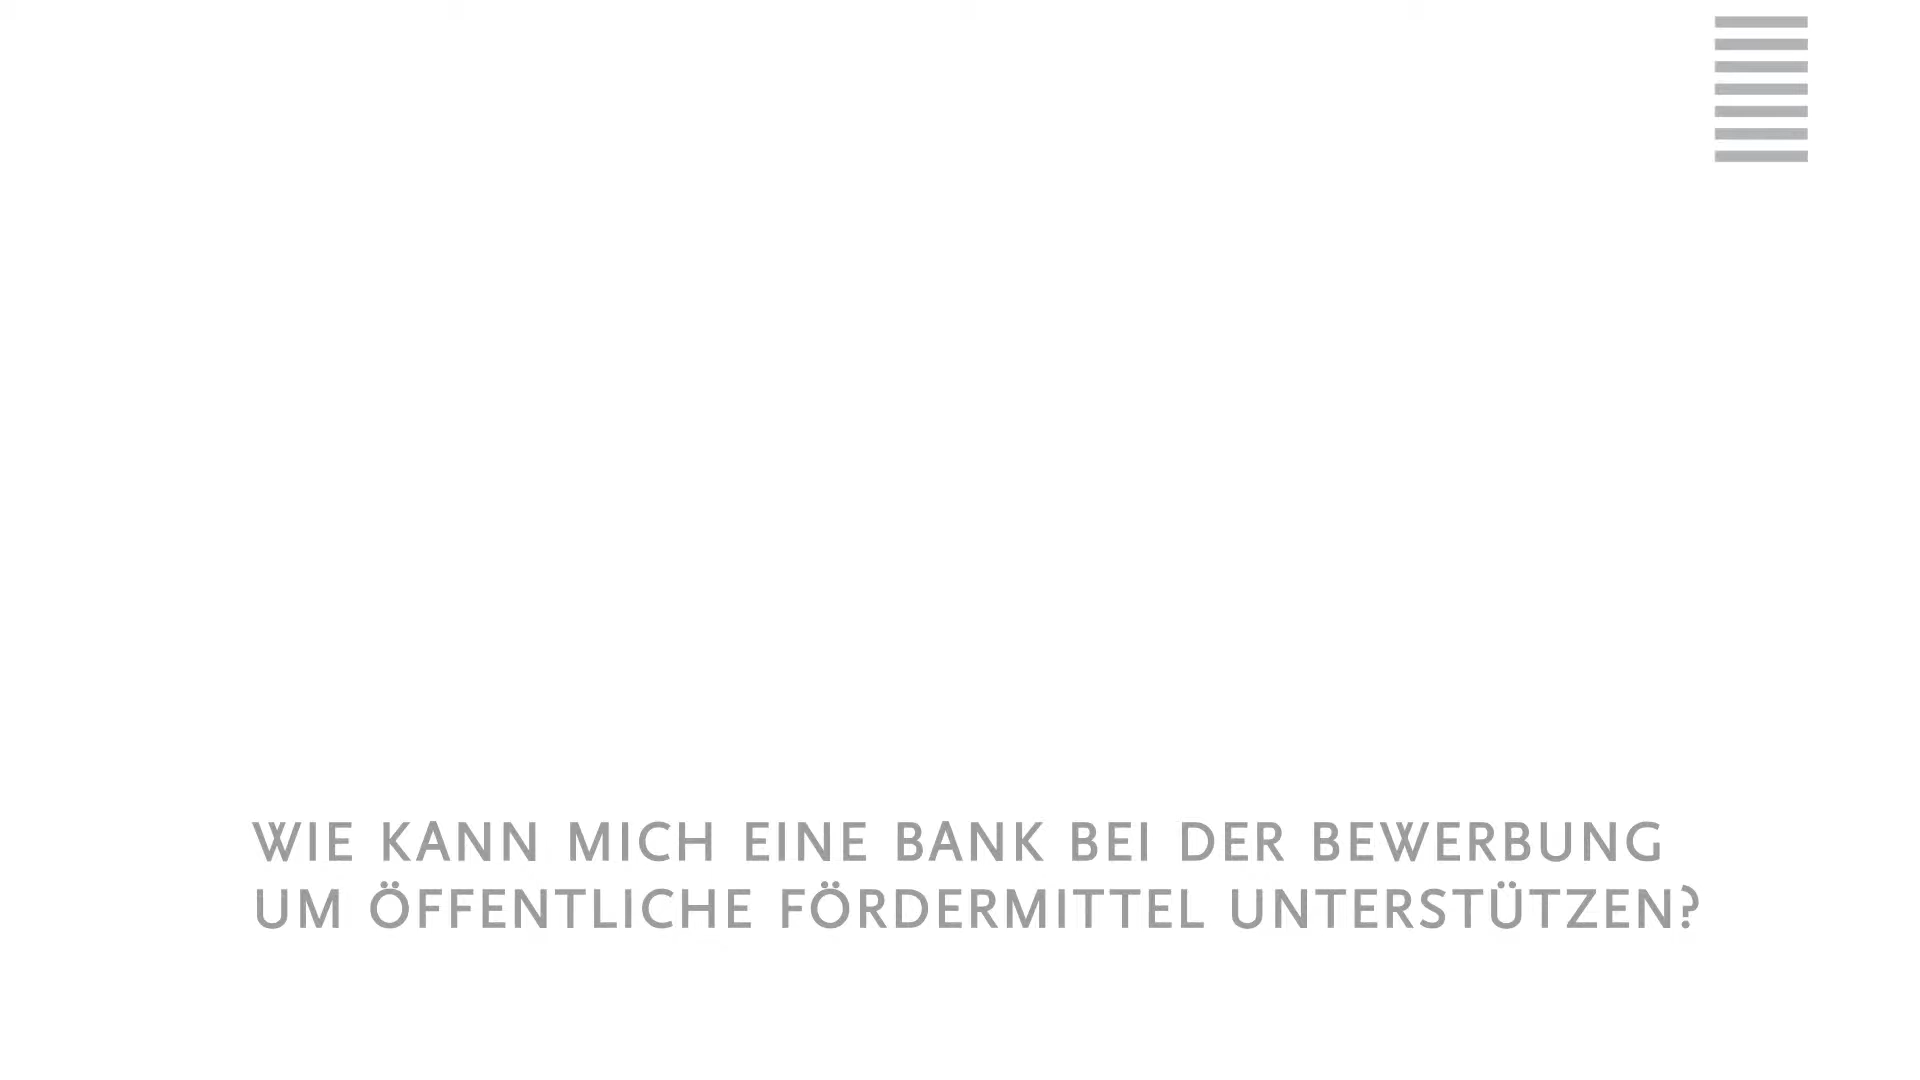 WIE KANN MICH EINE BANK BEI DER BEWERBUNG
UM ÖFFENTLICHE FÖRDERMITTEL UNTERSTÜTZEN?